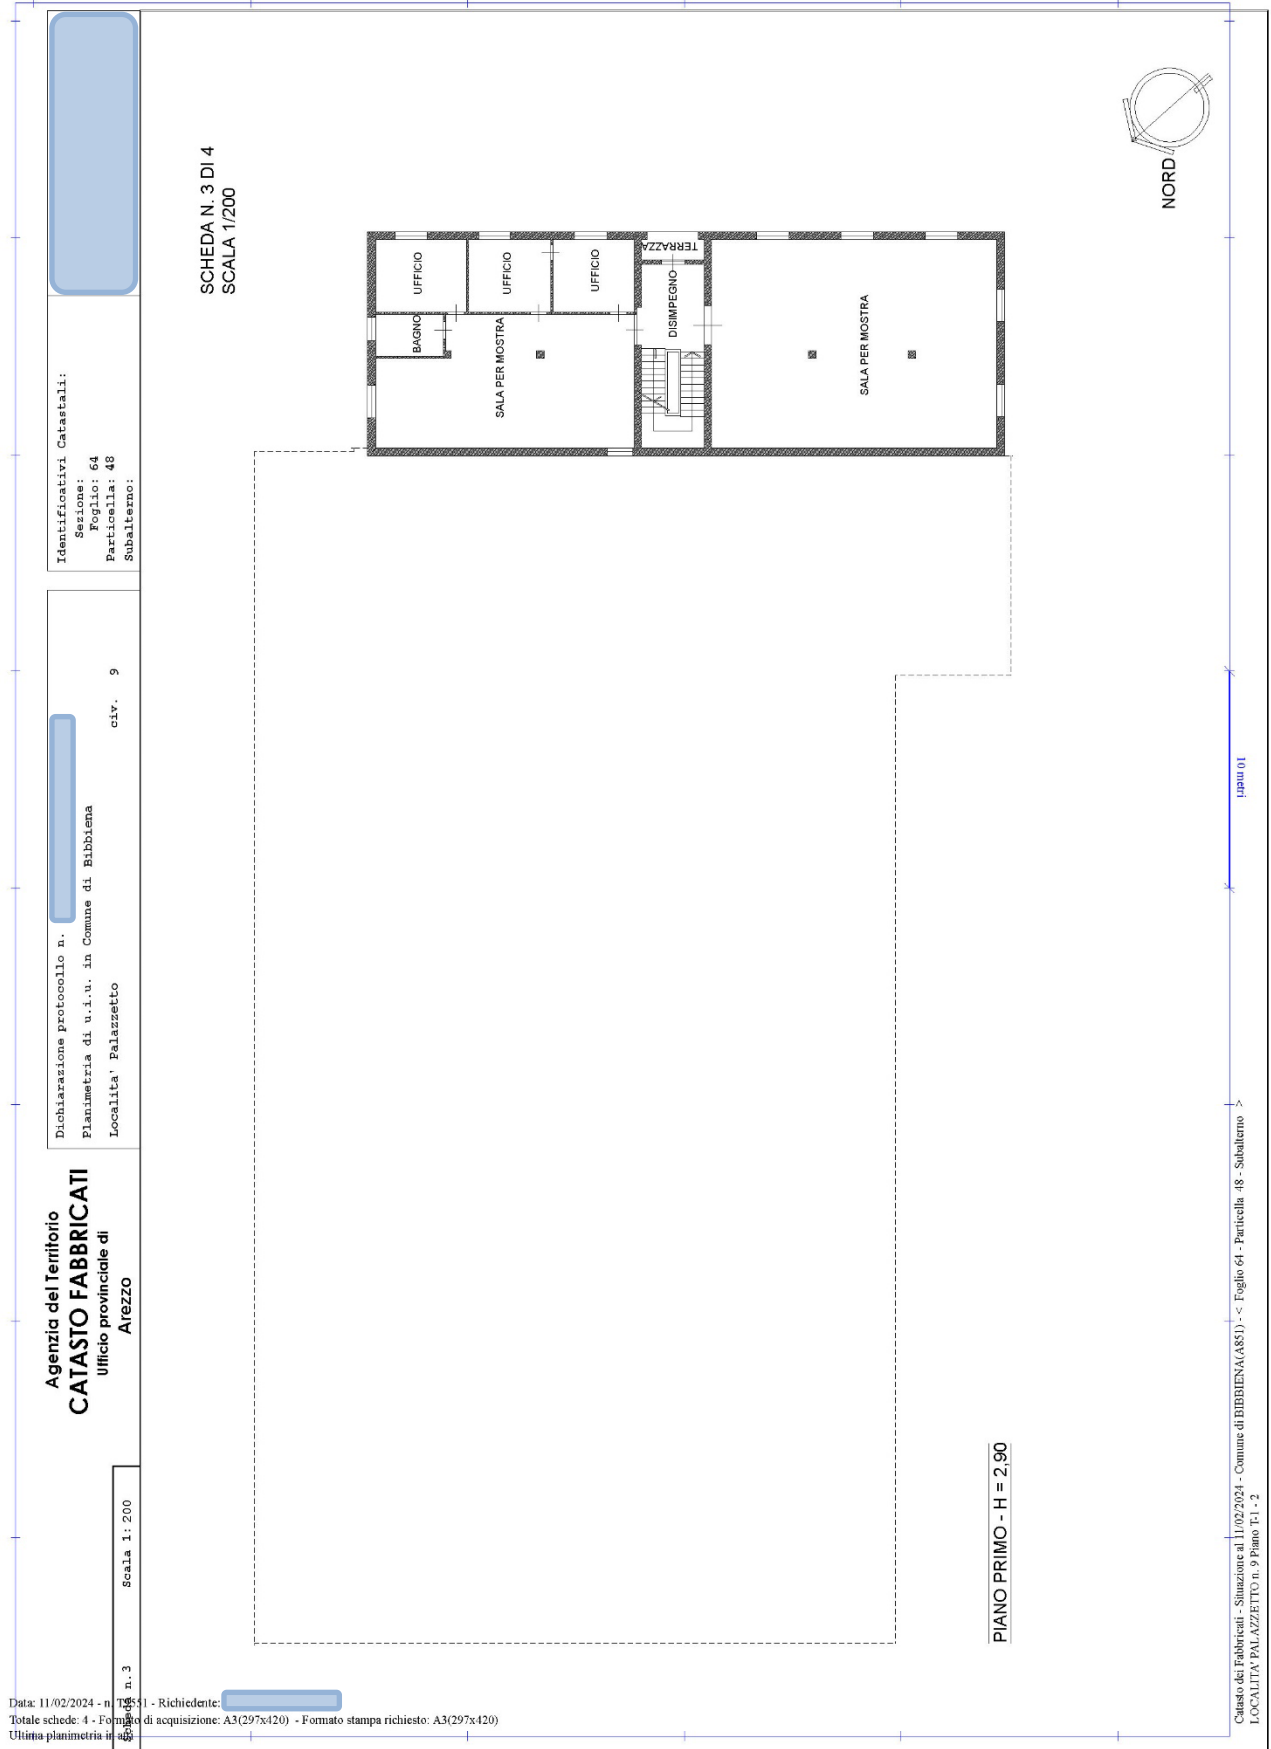 Agenzia del Territorio
CATASTO FABBRICATI
Ufficio provinciale di
Arezzo
Dichiarazione protocollo n.
Planimetria di u.i.u. in Comune di Bibbiena
Localita' Palazzetto civ. 9
Identificativi Catastali:
Sezione:
Foglio: 64
Particella: 48
Subalterno:
Scheda n. 3 Scala 1: 200
SCHEDA N. 3 DI 4
SCALA 1/200
NORD
UFFICIO
UFFICIO
UFFICIO
BAGNO
SALA PER MOSTRA
TERRAZZA
DISIMPEGNO
SALA PER MOSTRA
PIANO PRIMO - H = 2,90
10 metri
Data: 11/02/2024 - n. - Richiedente:
Totale schede: 4 - Formato di acquisizione: A3(297x420) - Formato stampa richiesto: A3(297x420)
Ultima planimetria in
Catasto dei Fabbricati - Situazione al 11/02/2024 - Comune di BIBBIENA(A851) - < Foglio 64 - Particella 48 - Subalterno >
LOCALITA' PALAZZETTO n. 9 Piano T-1 - 2